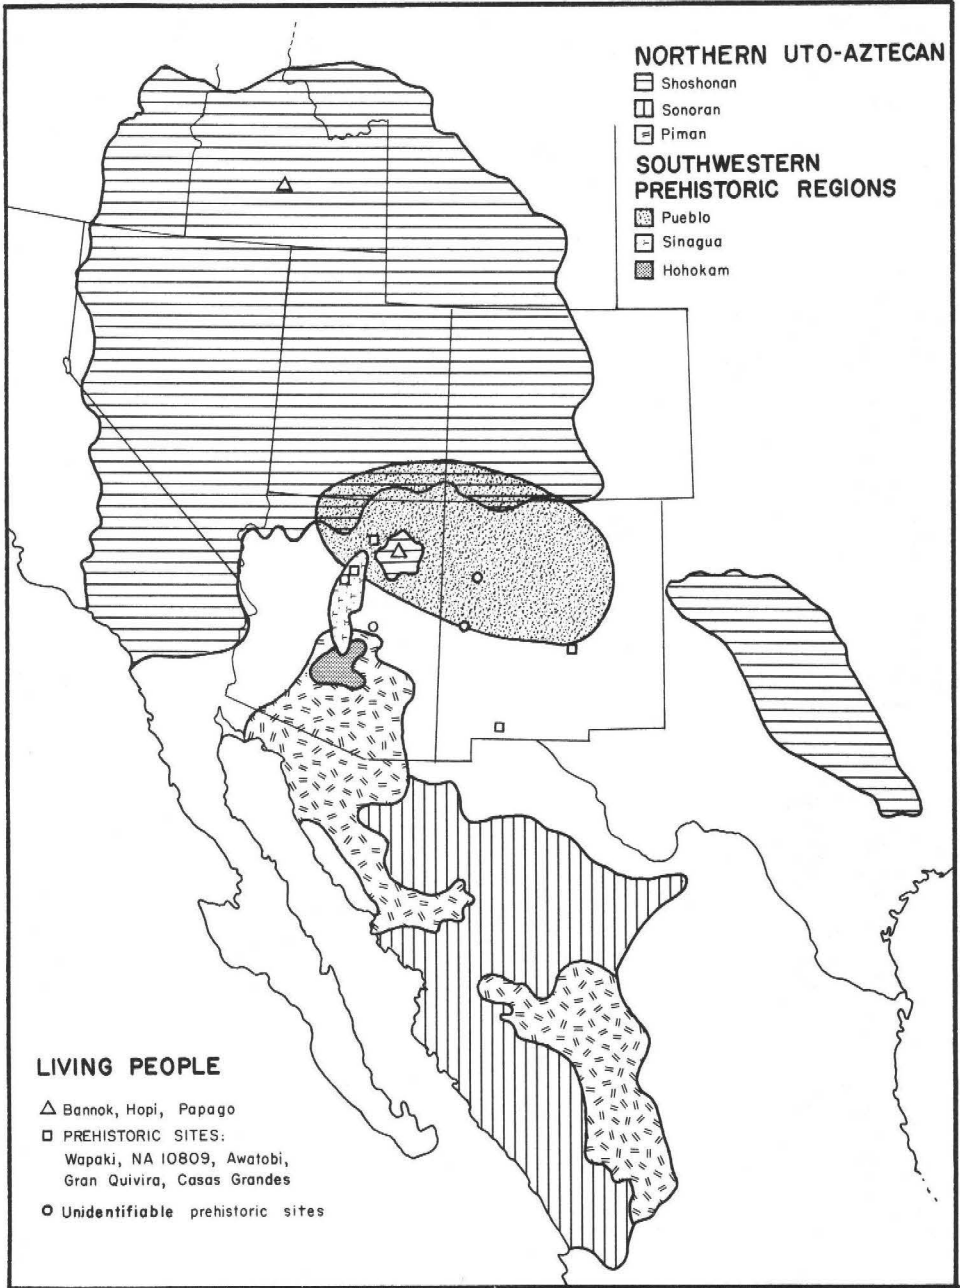 NORTHERN UTO-AZTECAN
Shoshonan
Sonoran
Piman
SOUTHWESTERN
PREHISTORIC REGIONS
Pueblo
Sinagua
Hohokam
LIVING PEOPLE
Bannok, Hopi, Papago
PREHISTORIC SITES:
Wapaki, NA 10809, Awatobi,
Gran Quivira, Casas Grandes
Unidentifiable prehistoric sites